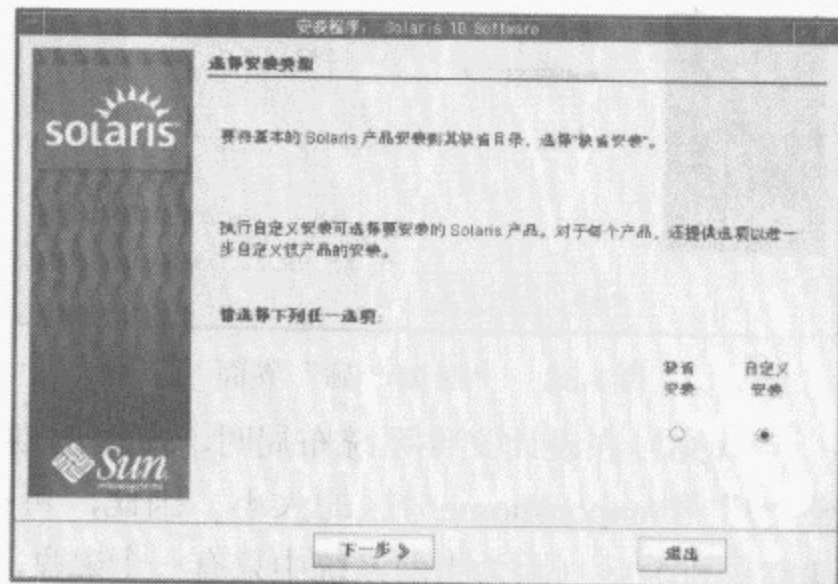 安装程序， Solaris 10 Software
选择安装类型
solaris
要将基本的 Solaris 产品安装到其缺省目录，选择"缺省安装"。
执行自定义安装可选择要安装的 Solaris 产品。对于每个产品，还提供选项以进一
步自定义该产品的安装。
请选择下列任一选项:
缺省
安装
自定义
安装
Sun
microsystems
下一步
退出